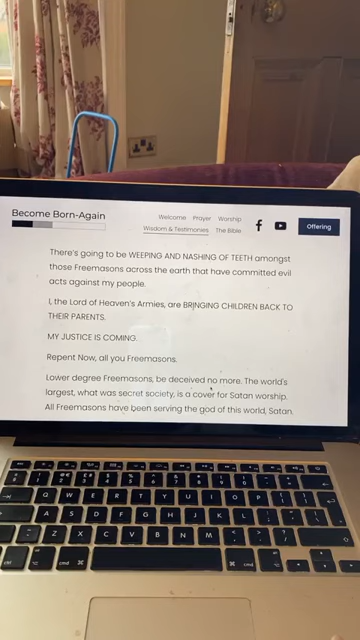 Become Born-Again
Welcome Prayer Worship
Wisdom & Testimonies The Bible
Offering
There's going to be WEEPING AND NASHING OF TEETH amongst
those Freemasons across the earth that have committed evil
acts against my people.
I, the Lord of Heaven's Armies, are BRINGING CHILDREN BACK TO
THEIR PARENTS.
MY JUSTICE IS COMING.
Repent Now, all you Freemasons.
Lower degree Freemasons, be deceived no more. The world's
largest, what was secret society, is a cover for Satan worship.
All Freemasons have been serving the god of this world, Satan.
Q W E R T Y U I O P
A S D F G H J K L
Z X C V B N M
cmd
cmd